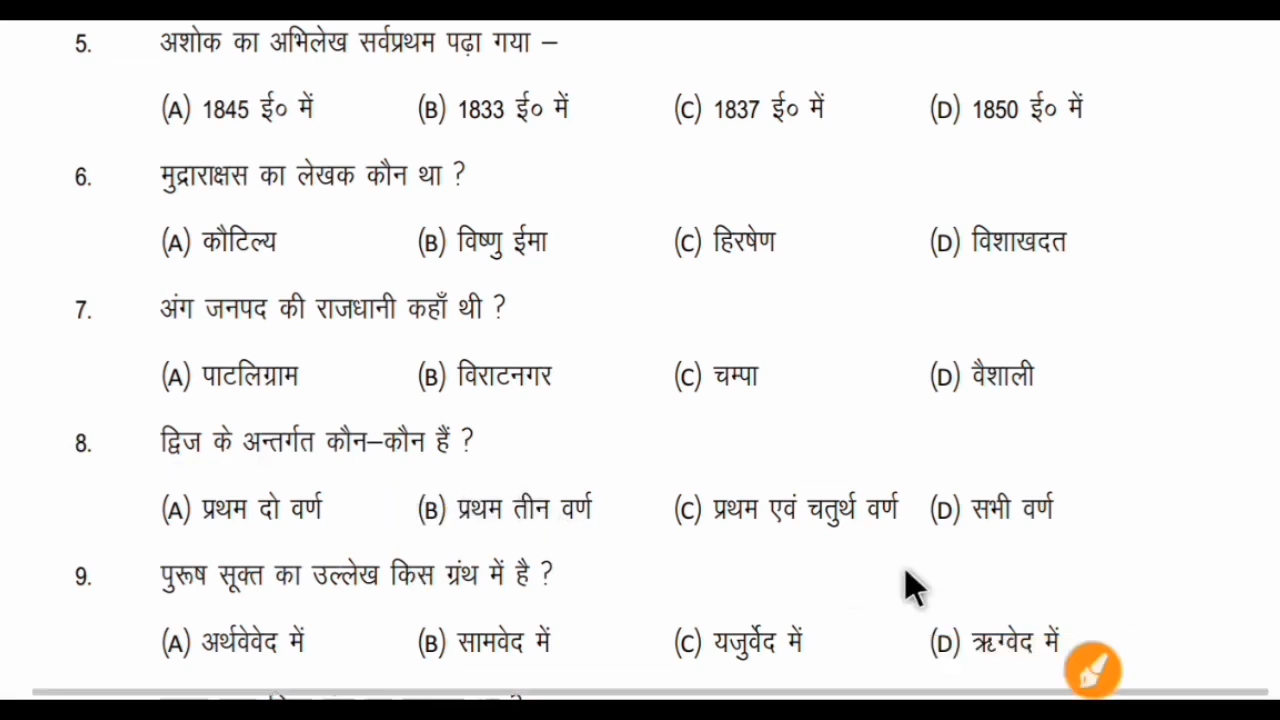 5. अशोक का अभिलेख सर्वप्रथम पढ़ा गया –
(A) 1845 ई० में (B) 1833 ई० में (C) 1837 ई० में (D) 1850 ई० में
6. मुद्राराक्षस का लेखक कौन था ?
(A) कौटिल्य (B) विष्णु ईमा (C) हिरषेण (D) विशाखदत
7. अंग जनपद की राजधानी कहाँ थी ?
(A) पाटलिग्राम (B) विराटनगर (C) चम्पा (D) वैशाली
8. द्विज के अन्तर्गत कौन–कौन हैं ?
(A) प्रथम दो वर्ण (B) प्रथम तीन वर्ण (C) प्रथम एवं चतुर्थ वर्ण (D) सभी वर्ण
9. पुरूष सूक्त का उल्लेख किस ग्रंथ में है ?
(A) अर्थवेवेद में (B) सामवेद में (C) यजुर्वेद में (D) ऋग्वेद में